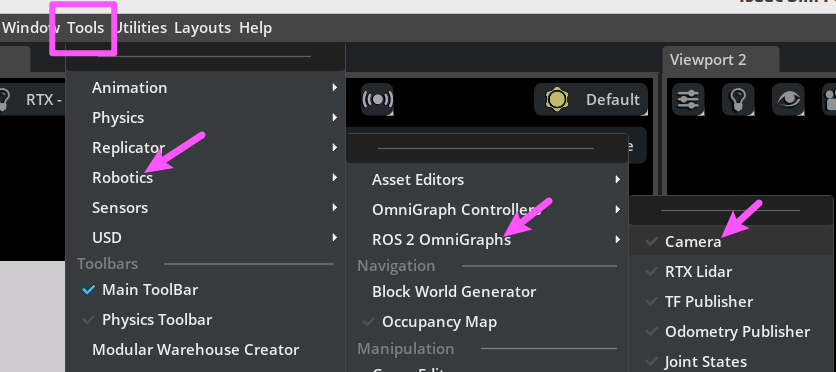 Window Tools Utilities Layouts Help
Viewport 2
RTX -
Default
Animation
Physics
Replicator
Robotics
Sensors
USD
Toolbars
Main ToolBar
Physics Toolbar
Modular Warehouse Creator
Asset Editors
OmniGraph Controllers
ROS 2 OmniGraphs
Navigation
Block World Generator
Occupancy Map
Manipulation
Camera
RTX Lidar
TF Publisher
Odometry Publisher
Joint States